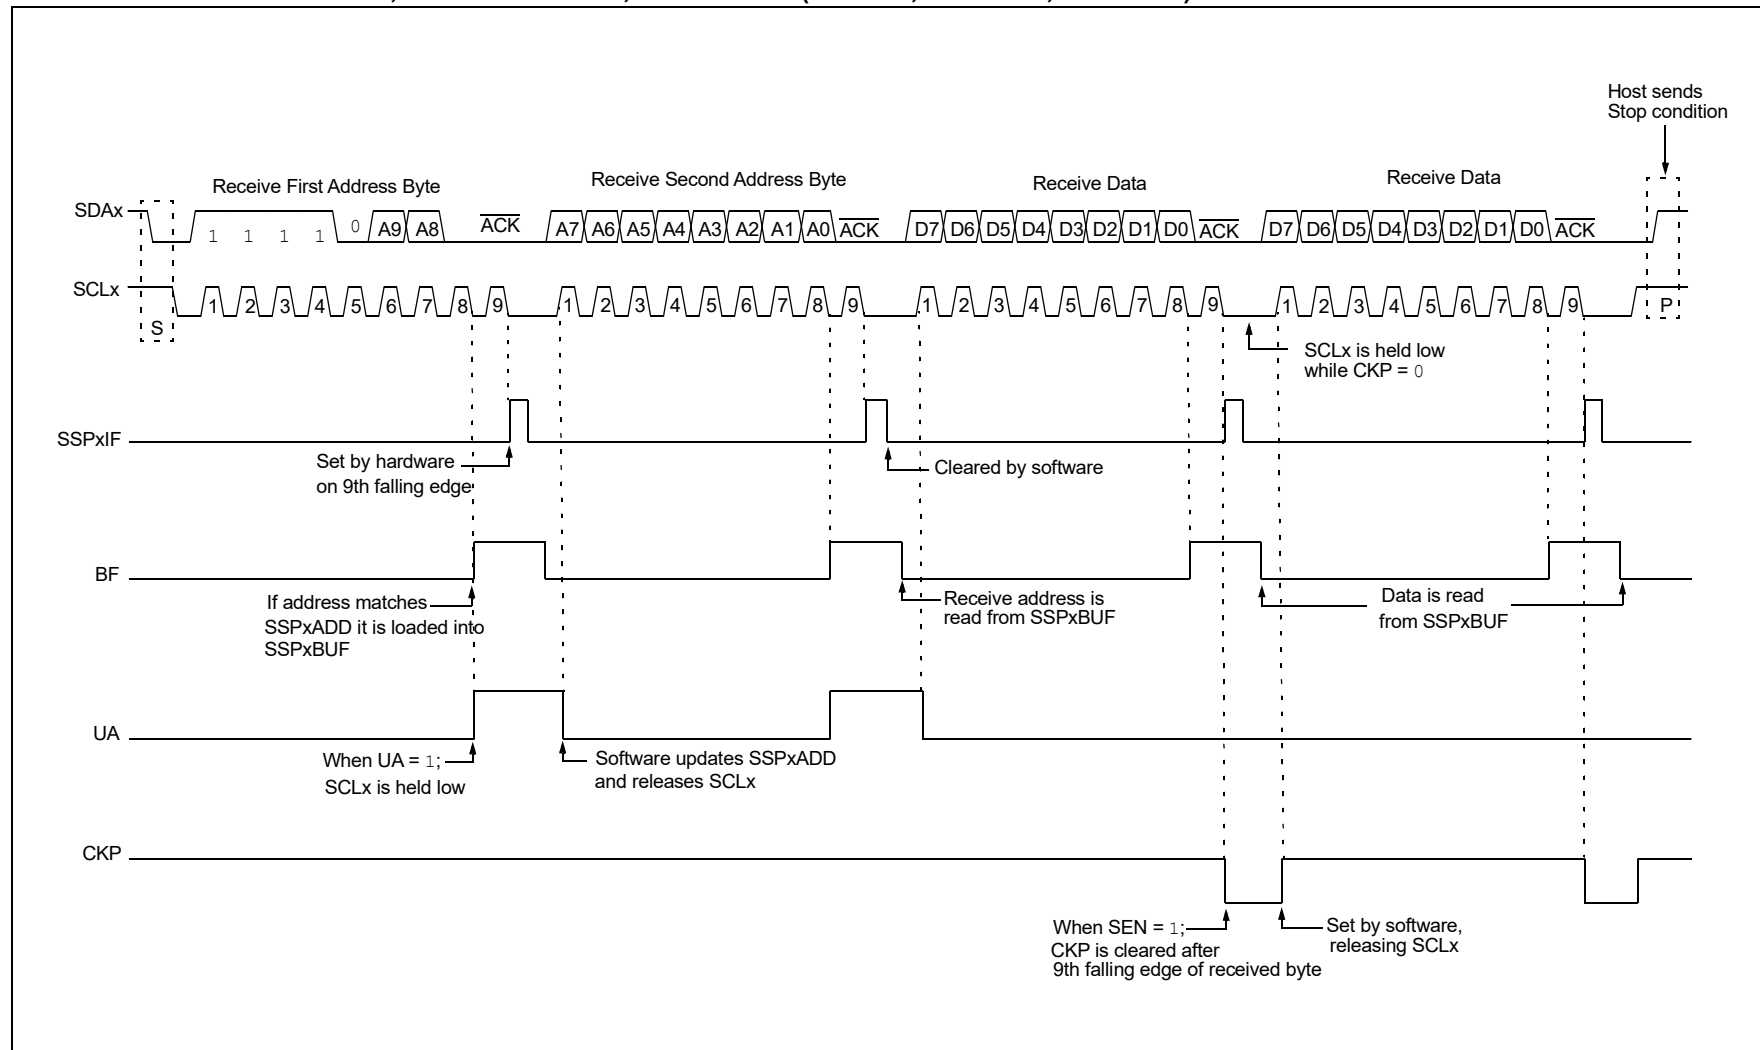 Host sends
Stop condition
Receive First Address Byte
Receive Second Address Byte
Receive Data
Receive Data
SDAx
1 1 1 1 0 A9 A8 ACK A7 A6 A5 A4 A3 A2 A1 A0 ACK D7 D6 D5 D4 D3 D2 D1 D0 ACK D7 D6 D5 D4 D3 D2 D1 D0 ACK
SCLx
1 2 3 4 5 6 7 8 9 1 2 3 4 5 6 7 8 9 1 2 3 4 5 6 7 8 9 1 2 3 4 5 6 7 8 9
S
P
SCLx is held low
while CKP = 0
SSPxIF
Set by hardware
on 9th falling edge
Cleared by software
BF
If address matches
SSPxADD it is loaded into
SSPxBUF
Receive address is
read from SSPxBUF
Data is read
from SSPxBUF
UA
When UA = 1;
SCLx is held low
Software updates SSPxADD
and releases SCLx
CKP
When SEN = 1;
CKP is cleared after
9th falling edge of received byte
Set by software,
releasing SCLx